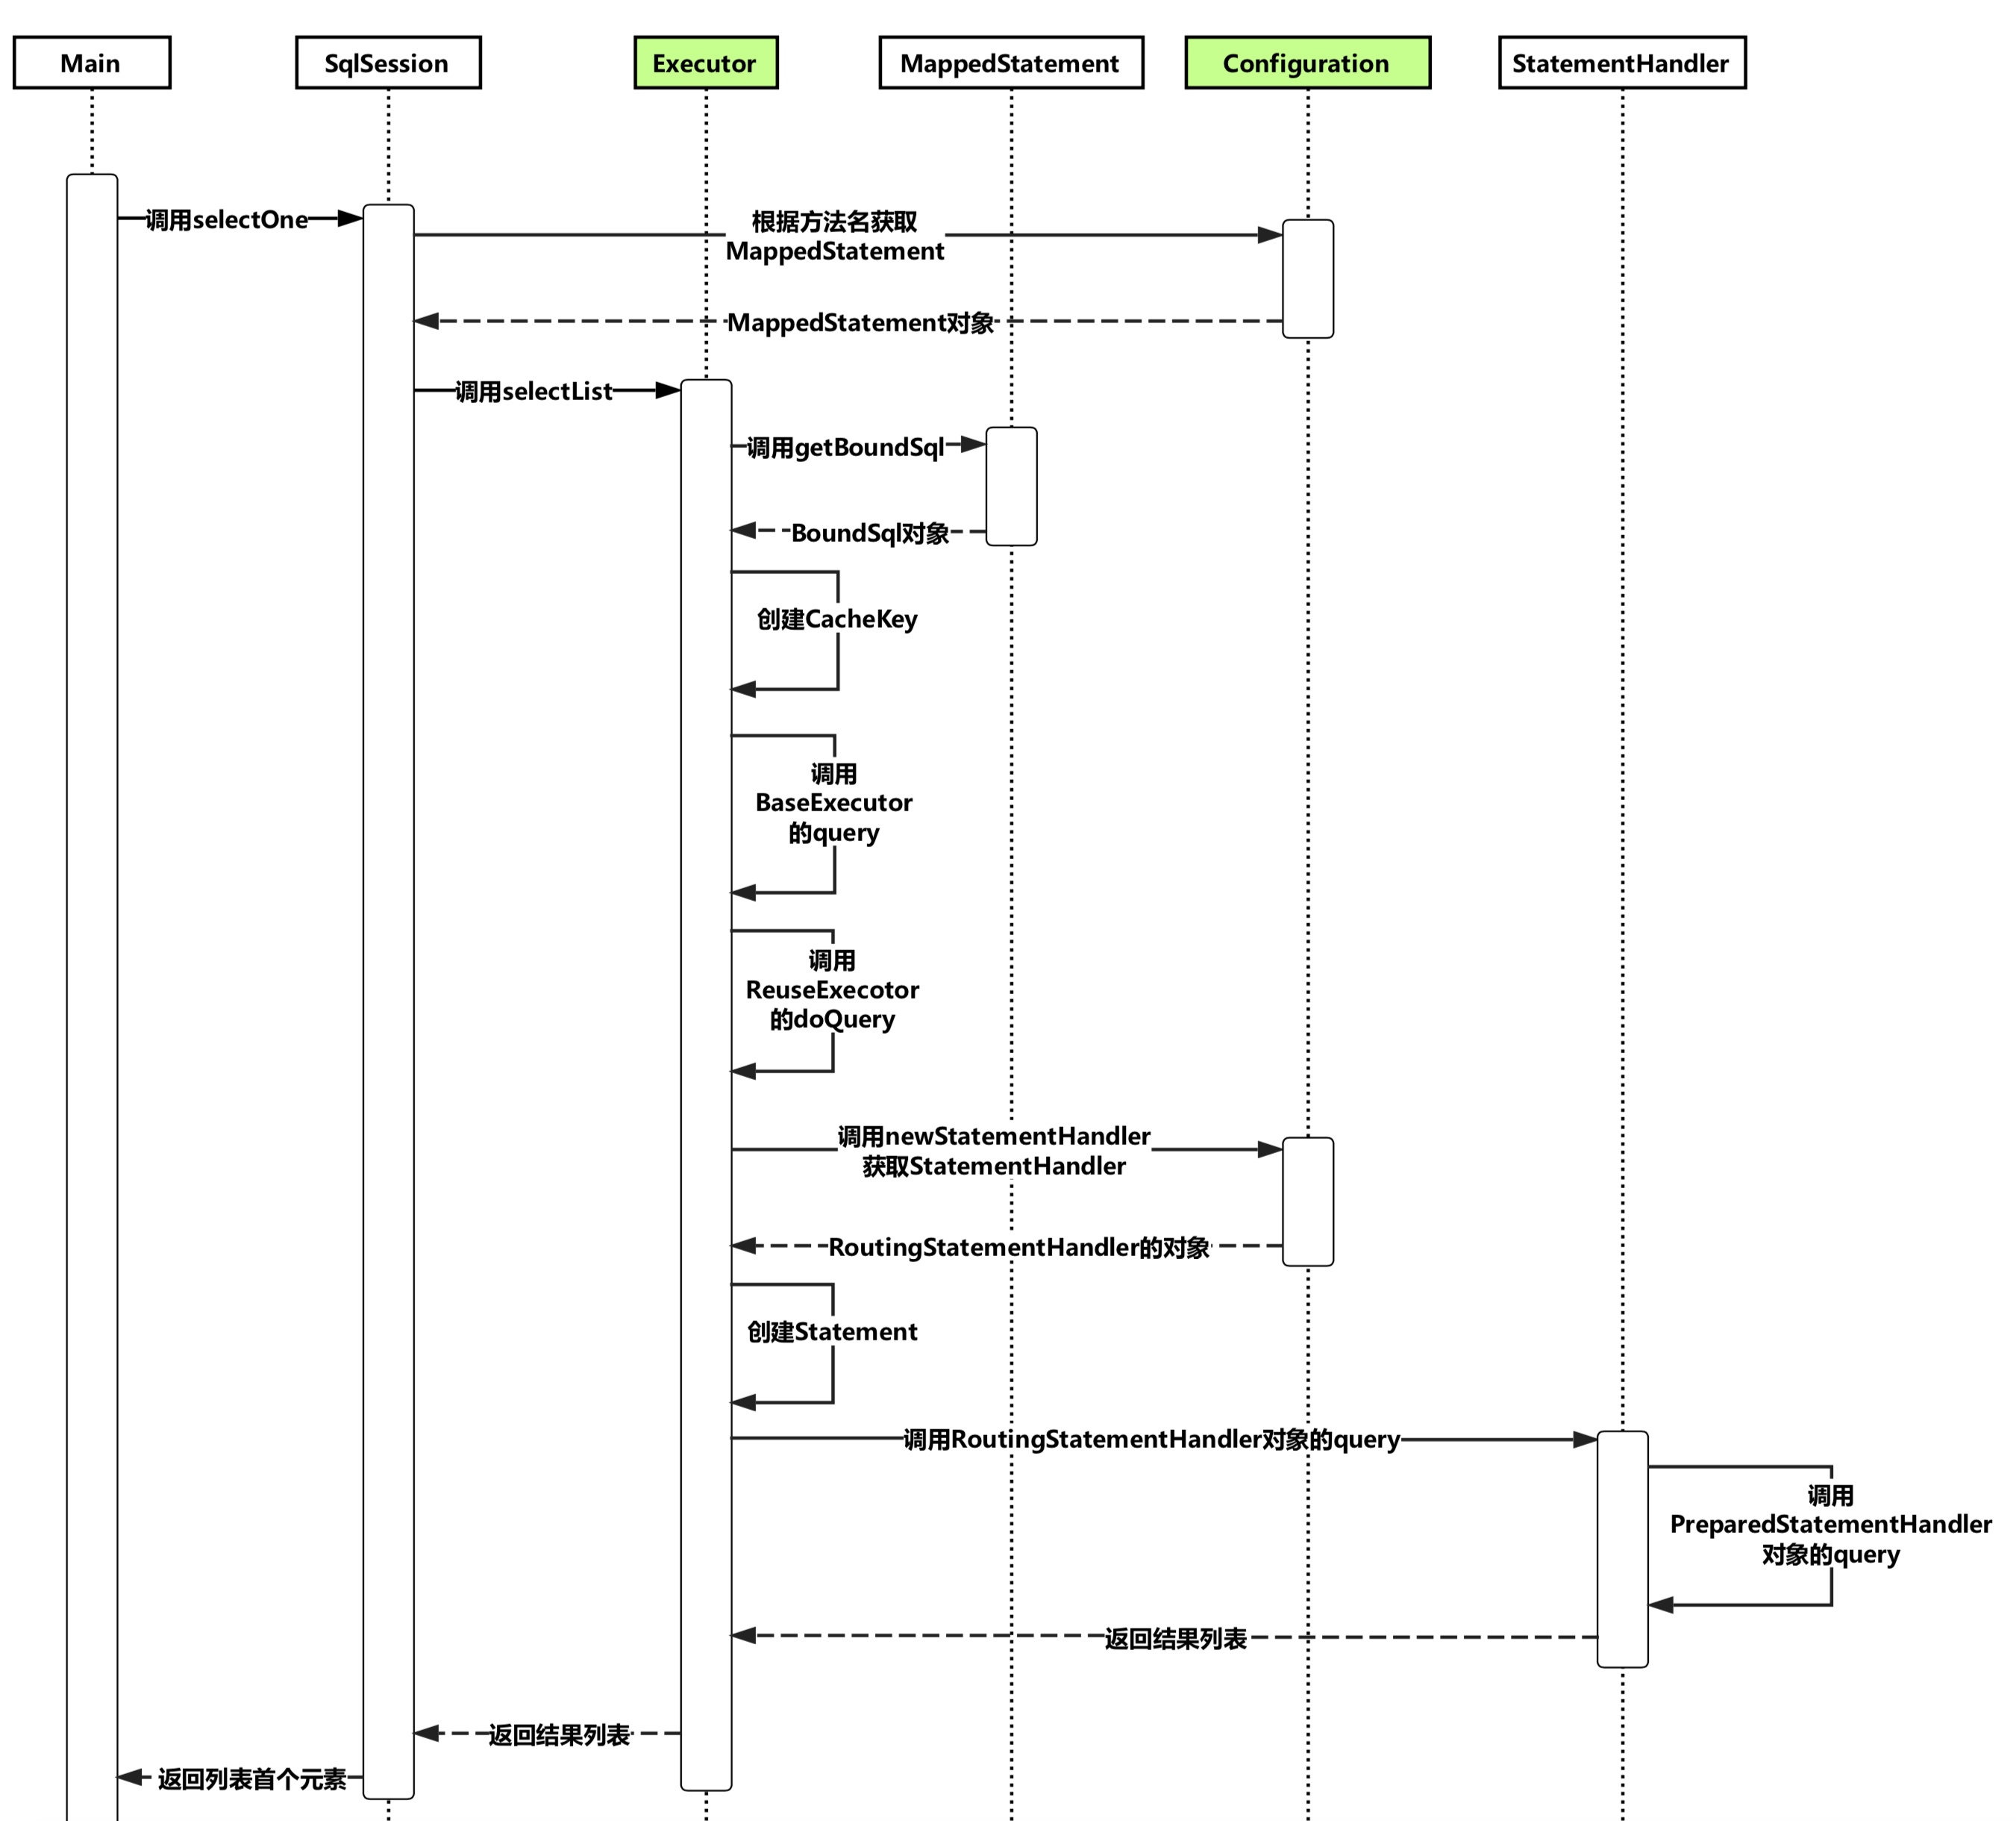 Main
SqlSession
Executor
MappedStatement
Configuration
StatementHandler
调用selectOne
根据方法名获取
MappedStatement
MappedStatement对象
调用selectList
调用getBoundSql
BoundSql对象
创建CacheKey
调用
BaseExecutor
的query
调用
ReuseExecotor
的doQuery
调用newStatementHandler
获取StatementHandler
RoutingStatementHandler的对象
创建Statement
调用RoutingStatementHandler对象的query
调用
PreparedStatementHandler
对象的query
返回结果列表
返回结果列表
返回列表首个元素